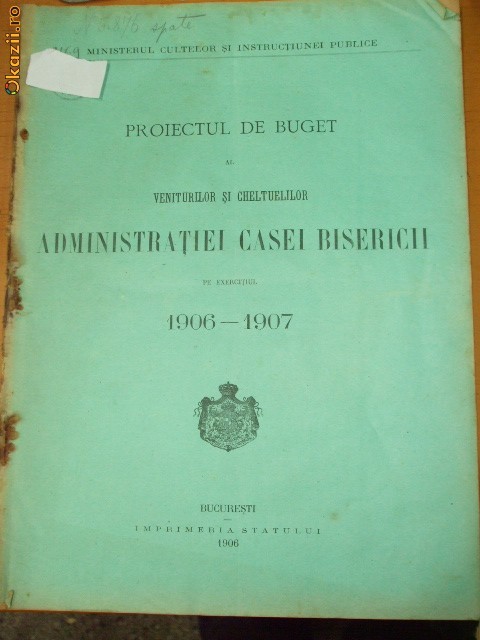 spate
MINISTERUL CULTELOR ȘI INSTRUCȚIUNEI PUBLICE
PROIECTUL DE BUGET
AL
VENITURILOR ȘI CHELTUELILOR
ADMINISTRAȚIEI CASEI BISERICII
PE EXERCIȚIUL
1906 — 1907
BUCUREȘTI
IMPRIMERIA STATULUI
1906
Okazii.ro